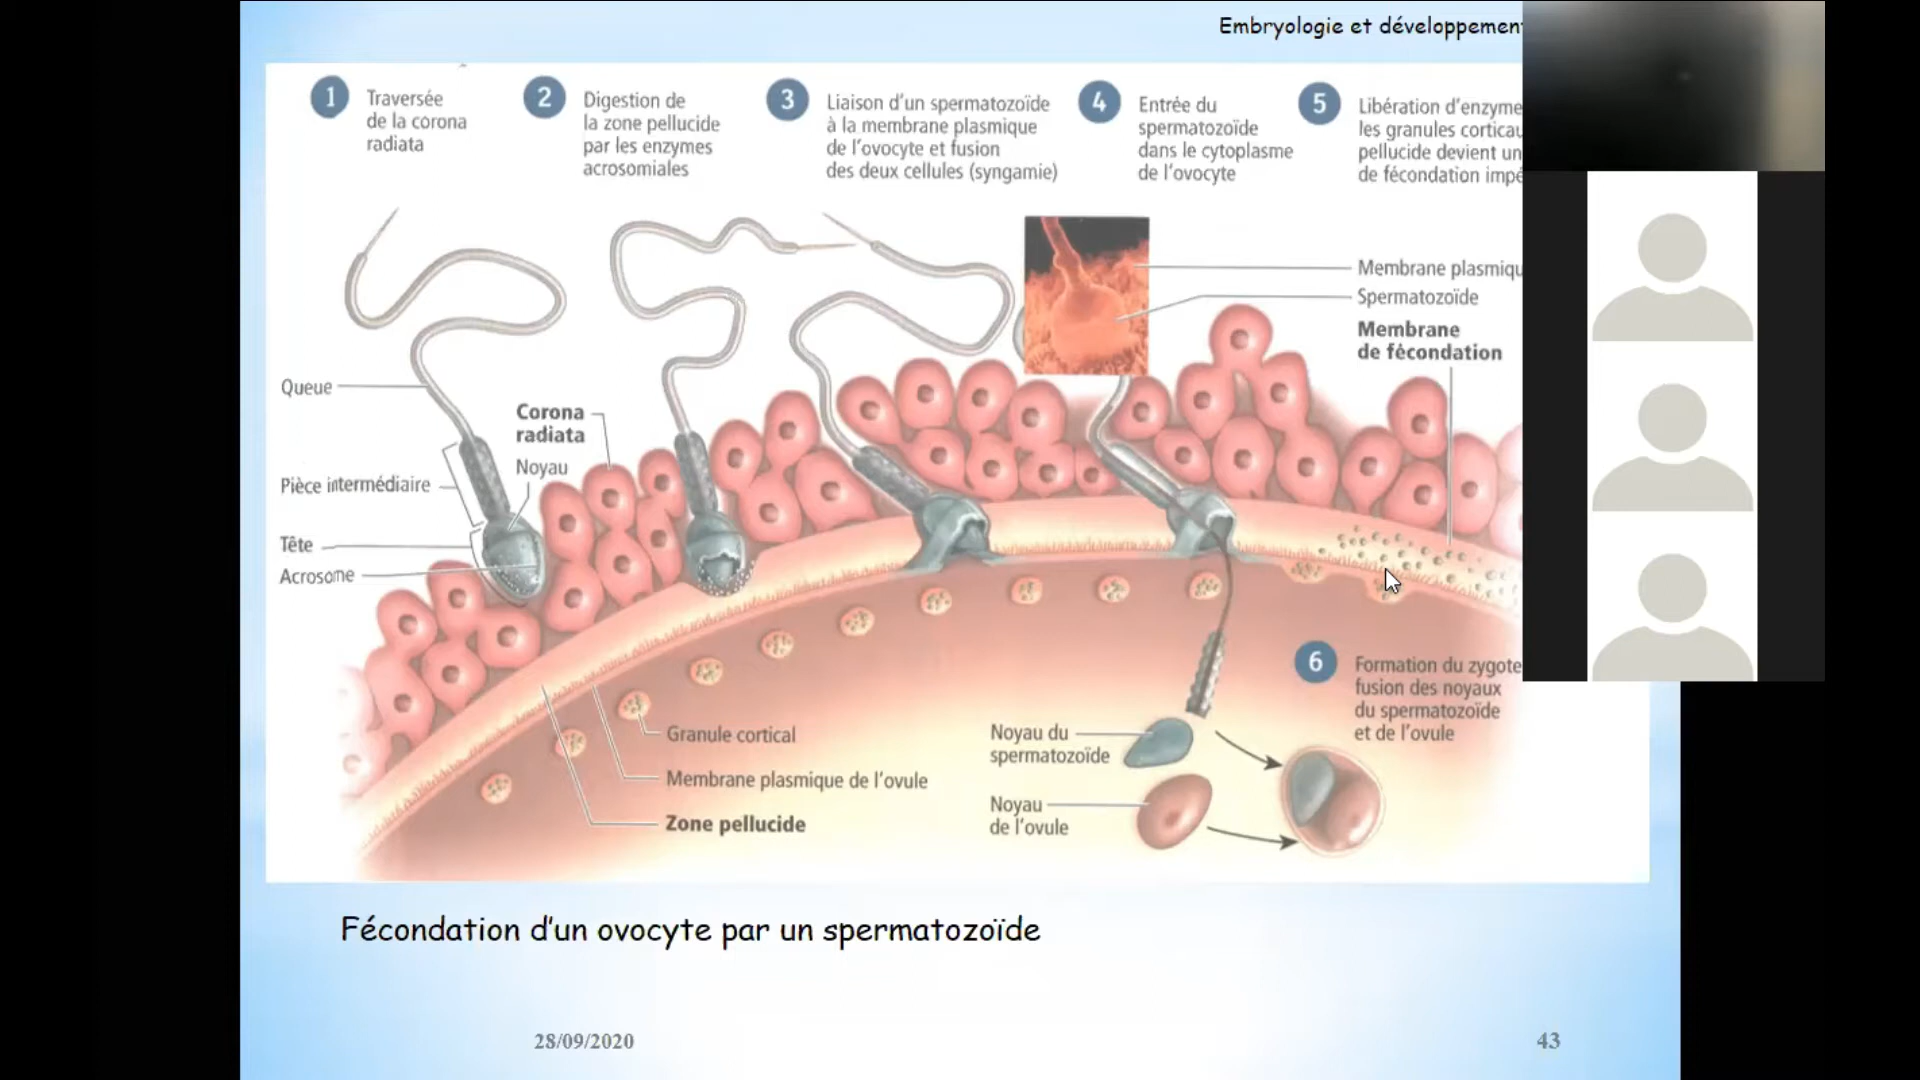 Embryologie et développement
1
Traversée
de la corona
radiata
2
Digestion de
la zone pellucide
par les enzymes
acrosomiales
3
Liaison d'un spermatozoïde
à la membrane plasmique
de l'ovocyte et fusion
des deux cellules (syngamie)
4
Entrée du
spermatozoïde
dans le cytoplasme
de l'ovocyte
5
Libération d'enzyme
les granules
pellucide devient un
de fécondation
Membrane
Spermatozoïde
Membrane
de fécondation
Queue
Corona
radiata
Noyau
Pièce intermédiaire
Tête
Acrosome
Granule cortical
Membrane plasmique de l'ovule
Zone pellucide
Noyau du
spermatozoïde
Noyau
de l'ovule
6
Formation du zygote
fusion des noyaux
du spermatozoïde
et de l'ovule
Fécondation d'un ovocyte par un spermatozoïde
28/09/2020
43